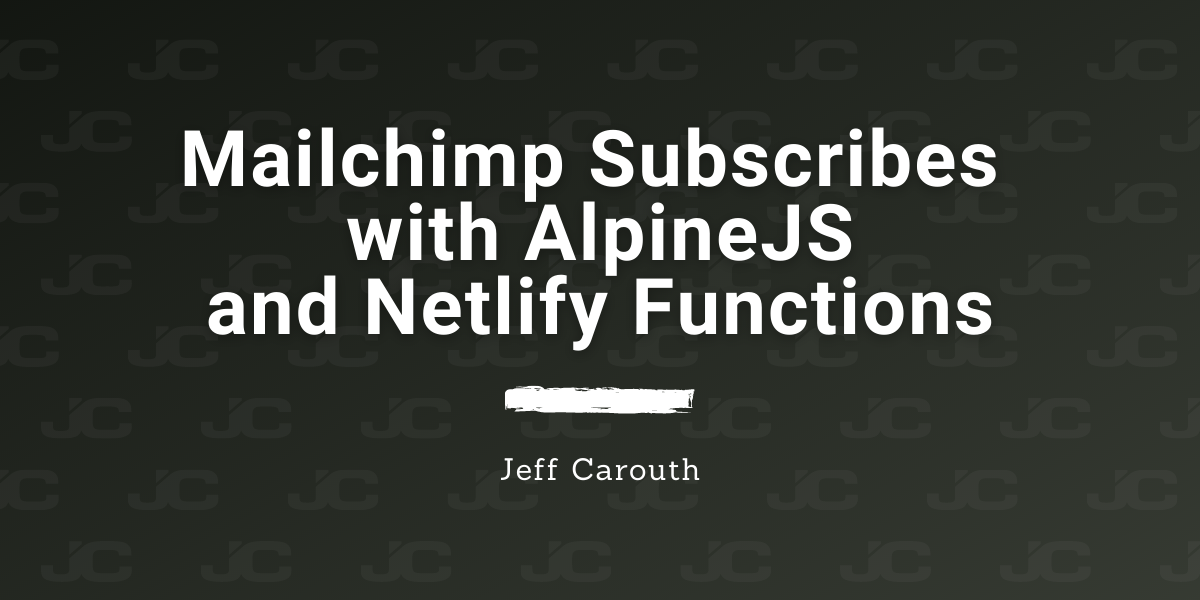 Mailchimp Subscribes
with AlpineJS
and Netlify Functions
Jeff Carouth